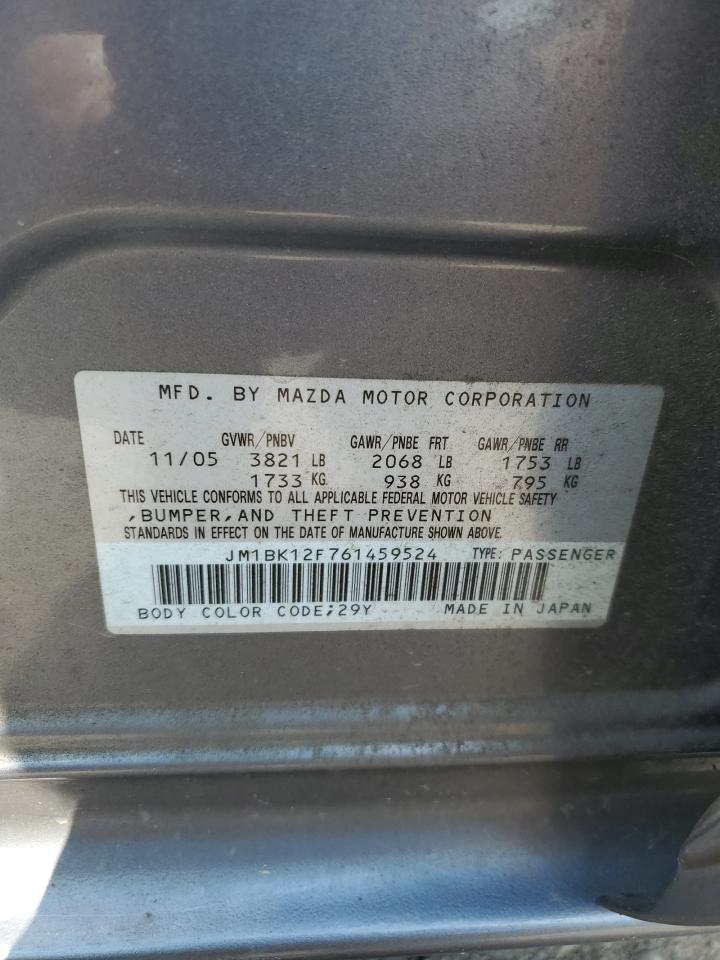 MFD. BY MAZDA MOTOR CORPORATION
DATE GVWR/PNBV GAWR/PNBE FRT GAWR/PNBE RR
11/05 3821 LB 2068 LB 1753 LB
1733 KG 938 KG 795 KG
THIS VEHICLE CONFORMS TO ALL APPLICABLE FEDERAL MOTOR VEHICLE SAFETY
,BUMPER,AND THEFT PREVENTION
STANDARDS IN EFFECT ON THE DATE OF MANUFACTURE SHOWN ABOVE.
JM1BK12F761459524 TYPE: PASSENGER
BODY COLOR CODE;29Y MADE IN JAPAN